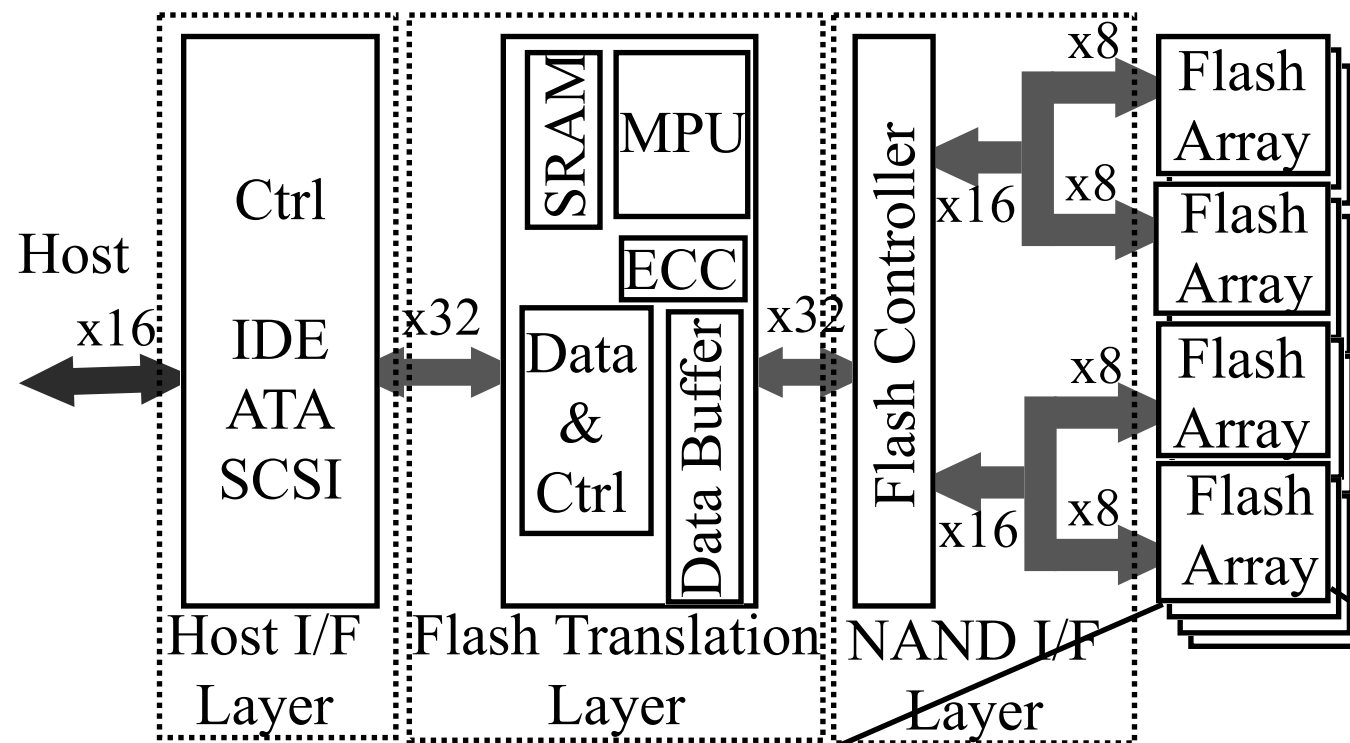 Host
x16
Ctrl
IDE
ATA
SCSI
Host I/F
Layer
x32
SRAM
MPU
ECC
Data
&
Ctrl
Data Buffer
Flash Translation
Layer
x32
Flash Controller
x16
x16
NAND I/F
Layer
x8
x8
x8
x8
Flash
Array
Flash
Array
Flash
Array
Flash
Array